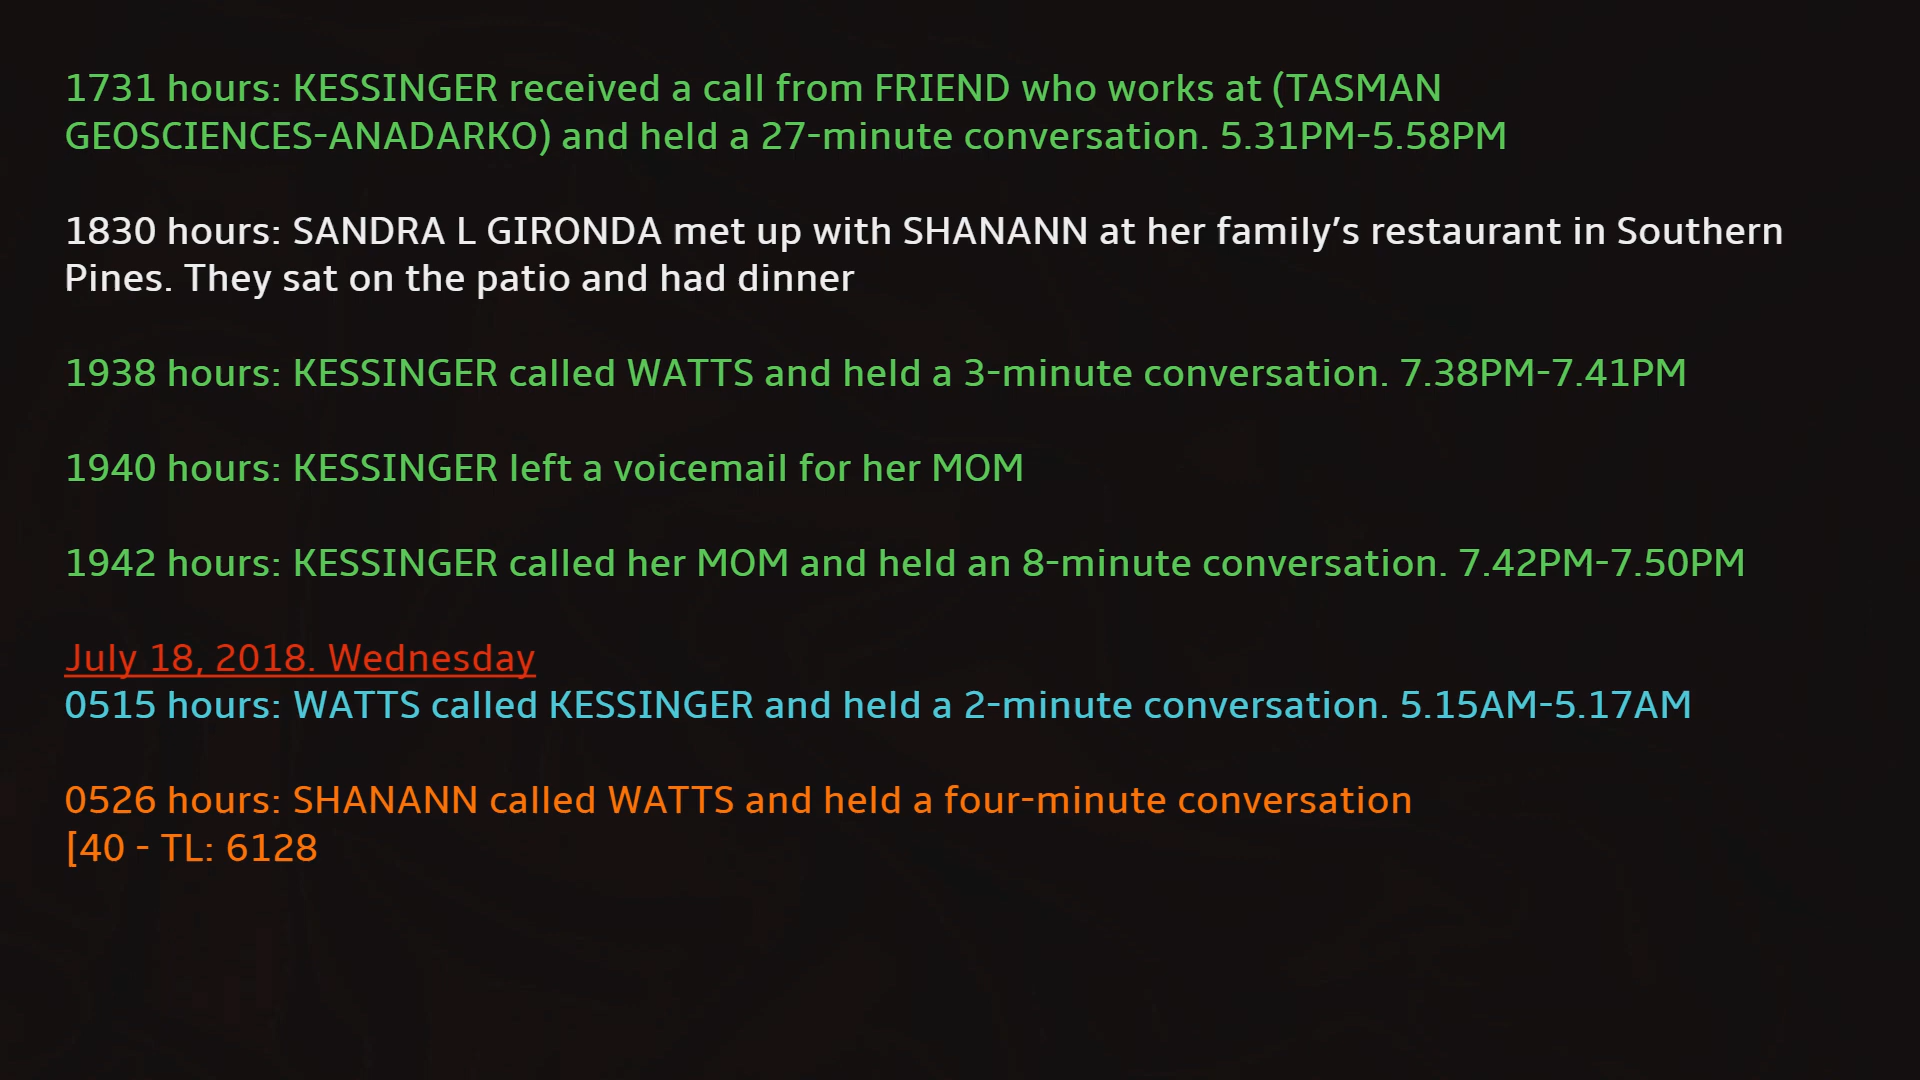 1731 hours: KESSINGER received a call from FRIEND who works at (TASMAN
GEOSCIENCES-ANADARKO) and held a 27-minute conversation. 5.31PM-5.58PM
1830 hours: SANDRA L GIRONDA met up with SHANANN at her family’s restaurant in Southern
Pines. They sat on the patio and had dinner
1938 hours: KESSINGER called WATTS and held a 3-minute conversation. 7.38PM-7.41PM
1940 hours: KESSINGER left a voicemail for her MOM
1942 hours: KESSINGER called her MOM and held an 8-minute conversation. 7.42PM-7.50PM
July 18, 2018. Wednesday
0515 hours: WATTS called KESSINGER and held a 2-minute conversation. 5.15AM-5.17AM
0526 hours: SHANANN called WATTS and held a four-minute conversation
[40 - TL: 6128